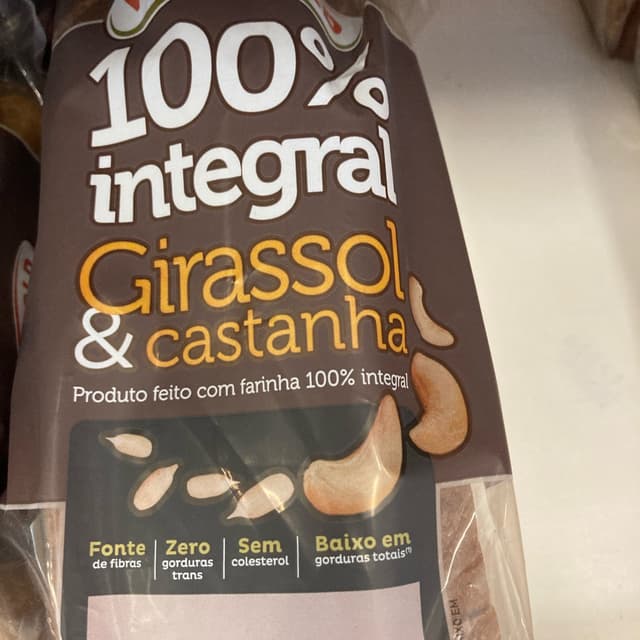 100%
integral
Girassol
& castanha
Produto feito com farinha 100% integral
Fonte
de fibras
Zero
gorduras
trans
Sem
colesterol
Baixo em
gorduras totais(1)